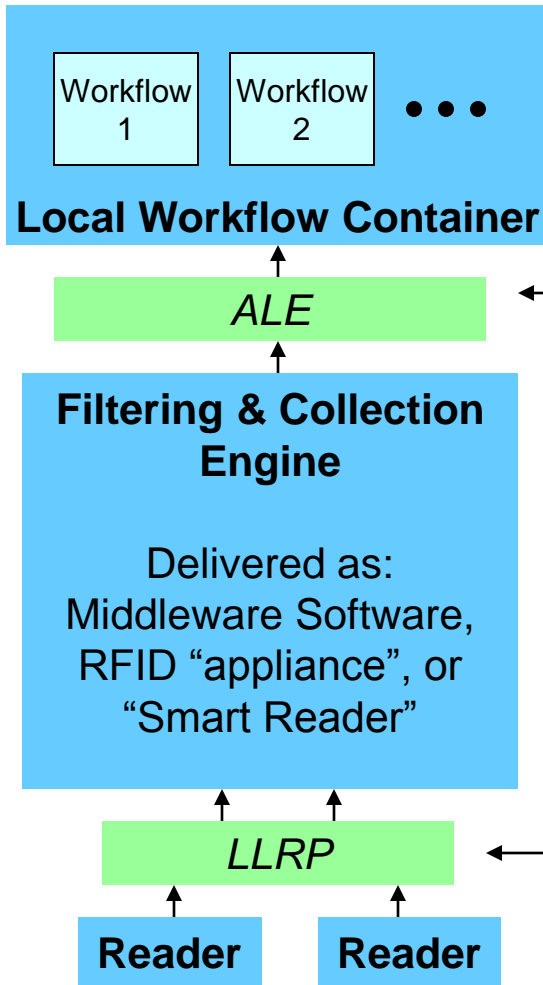 Workflow
1
Workflow
2
•••
Local Workflow Container
ALE
Filtering & Collection
Engine
Delivered as:
Middleware Software,
RFID “appliance”, or
“Smart Reader”
LLRP
Reader
Reader